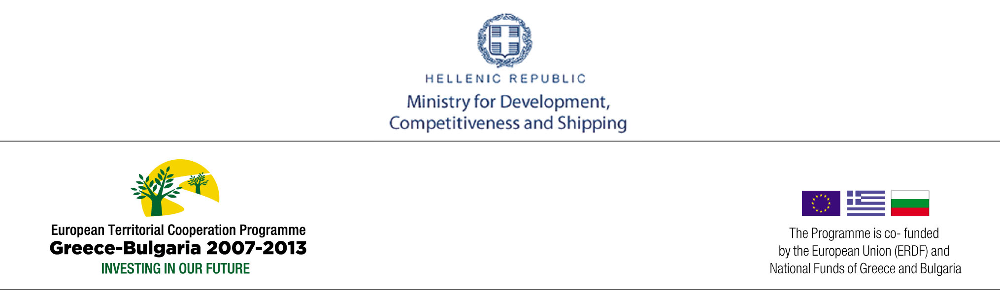 HELLENIC REPUBLIC
Ministry for Development,
Competitiveness and Shipping
European Territorial Cooperation Programme
Greece-Bulgaria 2007-2013
INVESTING IN OUR FUTURE
The Programme is co- funded
by the European Union (ERDF) and
National Funds of Greece and Bulgaria